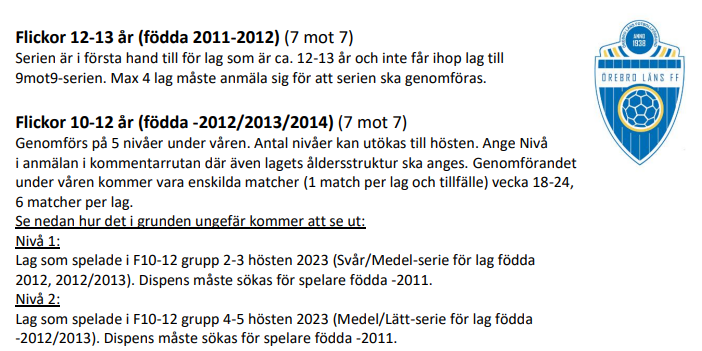 Flickor 12-13 år (födda 2011-2012) (7 mot 7)
Serien är i första hand till för lag som är ca. 12-13 år och inte får ihop lag till
9mot9-serien. Max 4 lag måste anmäla sig för att serien ska genomföras.
Flickor 10-12 år (födda -2012/2013/2014) (7 mot 7)
Genomförs på 5 nivåer under våren. Antal nivåer kan utökas till hösten. Ange Nivå
i anmälan i kommentarrutan där även lagets åldersstruktur ska anges. Genomförandet
under våren kommer vara enskilda matcher (1 match per lag och tillfälle) vecka 18-24,
6 matcher per lag.
Se nedan hur det i grunden ungefär kommer att se ut:
Nivå 1:
Lag som spelade i F10-12 grupp 2-3 hösten 2023 (Svår/Medel-serie för lag födda
2012, 2012/2013). Dispens måste sökas för spelare födda -2011.
Nivå 2:
Lag som spelade i F10-12 grupp 4-5 hösten 2023 (Medel/Lätt-serie för lag födda
-2012/2013). Dispens måste sökas för spelare födda -2011.
ANNO
1938
ÖREBRO LÄNS FF